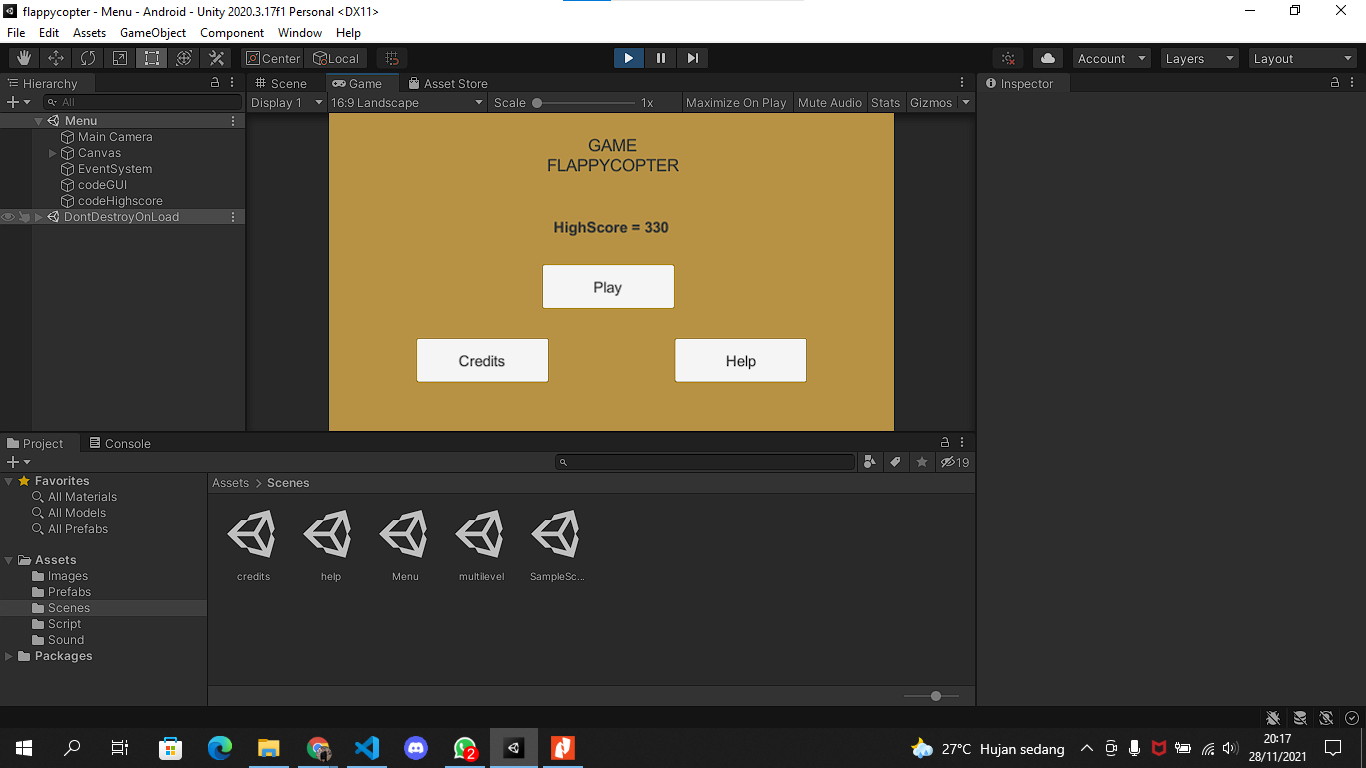 flappycopter - Menu - Android - Unity 2020.3.17f1 Personal <DX11>
File Edit Assets GameObject Component Window Help
Center Local Account Layers Layout
Hierarchy Scene Game Asset Store Inspector
All Display 1 16:9 Landscape Scale 1x Maximize On Play Mute Audio Stats Gizmos
Menu
Main Camera
Canvas
EventSystem
codeGUI
codeHighscore
DontDestroyOnLoad
GAME
FLAPPYCOPTER
HighScore = 330
Play
Credits Help
Project Console
19
Favorites
All Materials
All Models
All Prefabs
Assets
Images
Prefabs
Scenes
Script
Sound
Packages
Assets > Scenes
credits help Menu multilevel SampleSc...
2
27°C Hujan sedang
20:17
28/11/2021